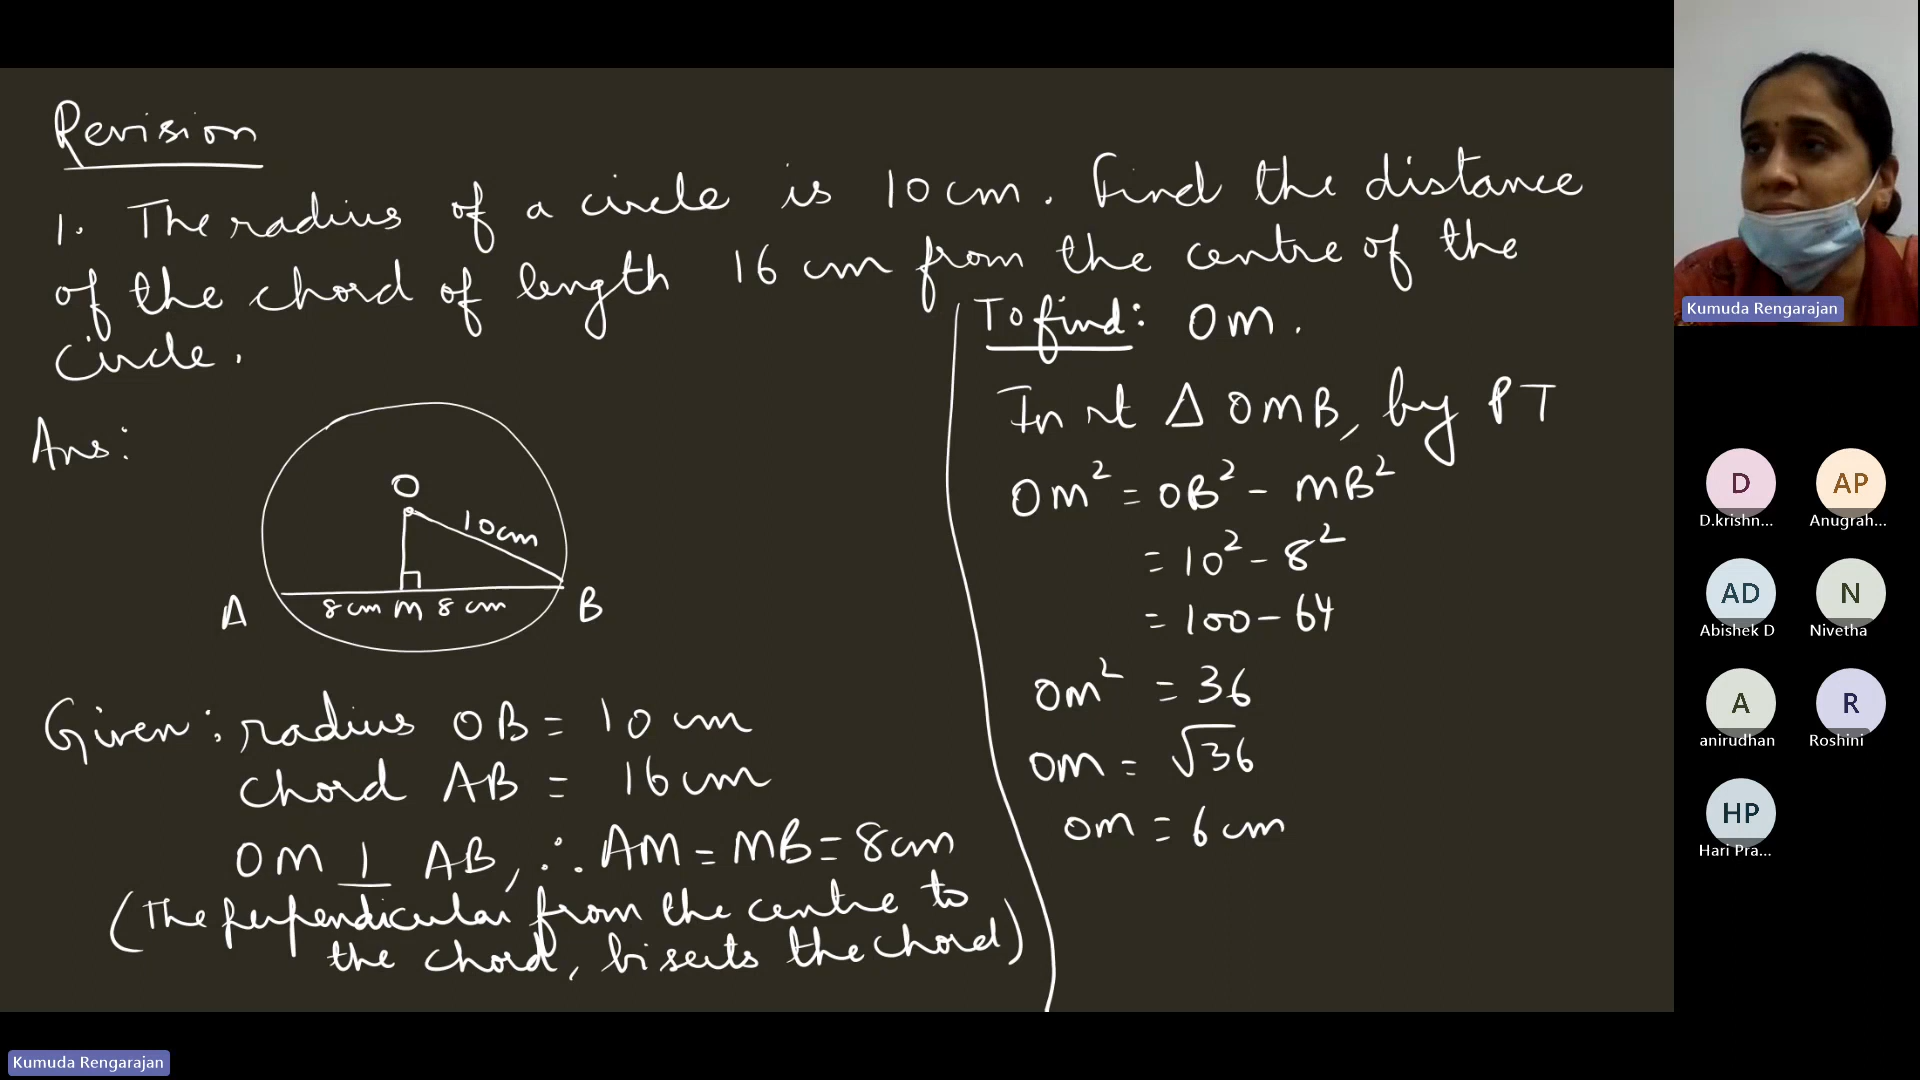 Revision
1. The radius of a circle is 10 cm. Find the distance
of the chord of length 16 cm from the centre of the
circle.
Ans:
O
10cm
A
8 cm M 8 cm
B
Given: radius OB = 10 cm
chord AB = 16 cm
OM ⊥ AB, ∴ AM = MB = 8cm
(The perpendicular from the centre to
the chord, bisects the chord)
To find: OM.
In rt Δ OMB, by PT
OM² = OB² - MB²
= 10² - 8²
= 100 - 64
OM² = 36
OM = √36
OM = 6 cm
Kumuda Rengarajan
D
AP
D.krishn...
Anugrah...
AD
N
Abishek D
Nivetha
A
R
anirudhan
Roshini
HP
Hari Pra...
Kumuda Rengarajan